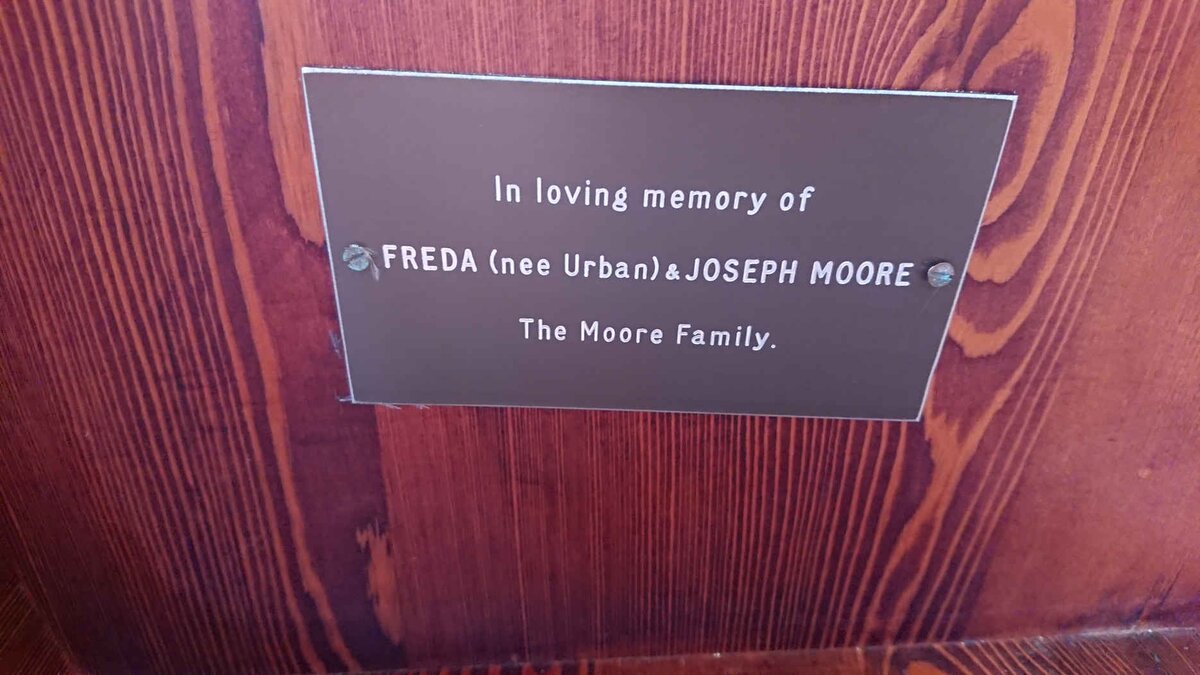 In loving memory of
FREDA (nee Urban) & JOSEPH MOORE
The Moore Family.